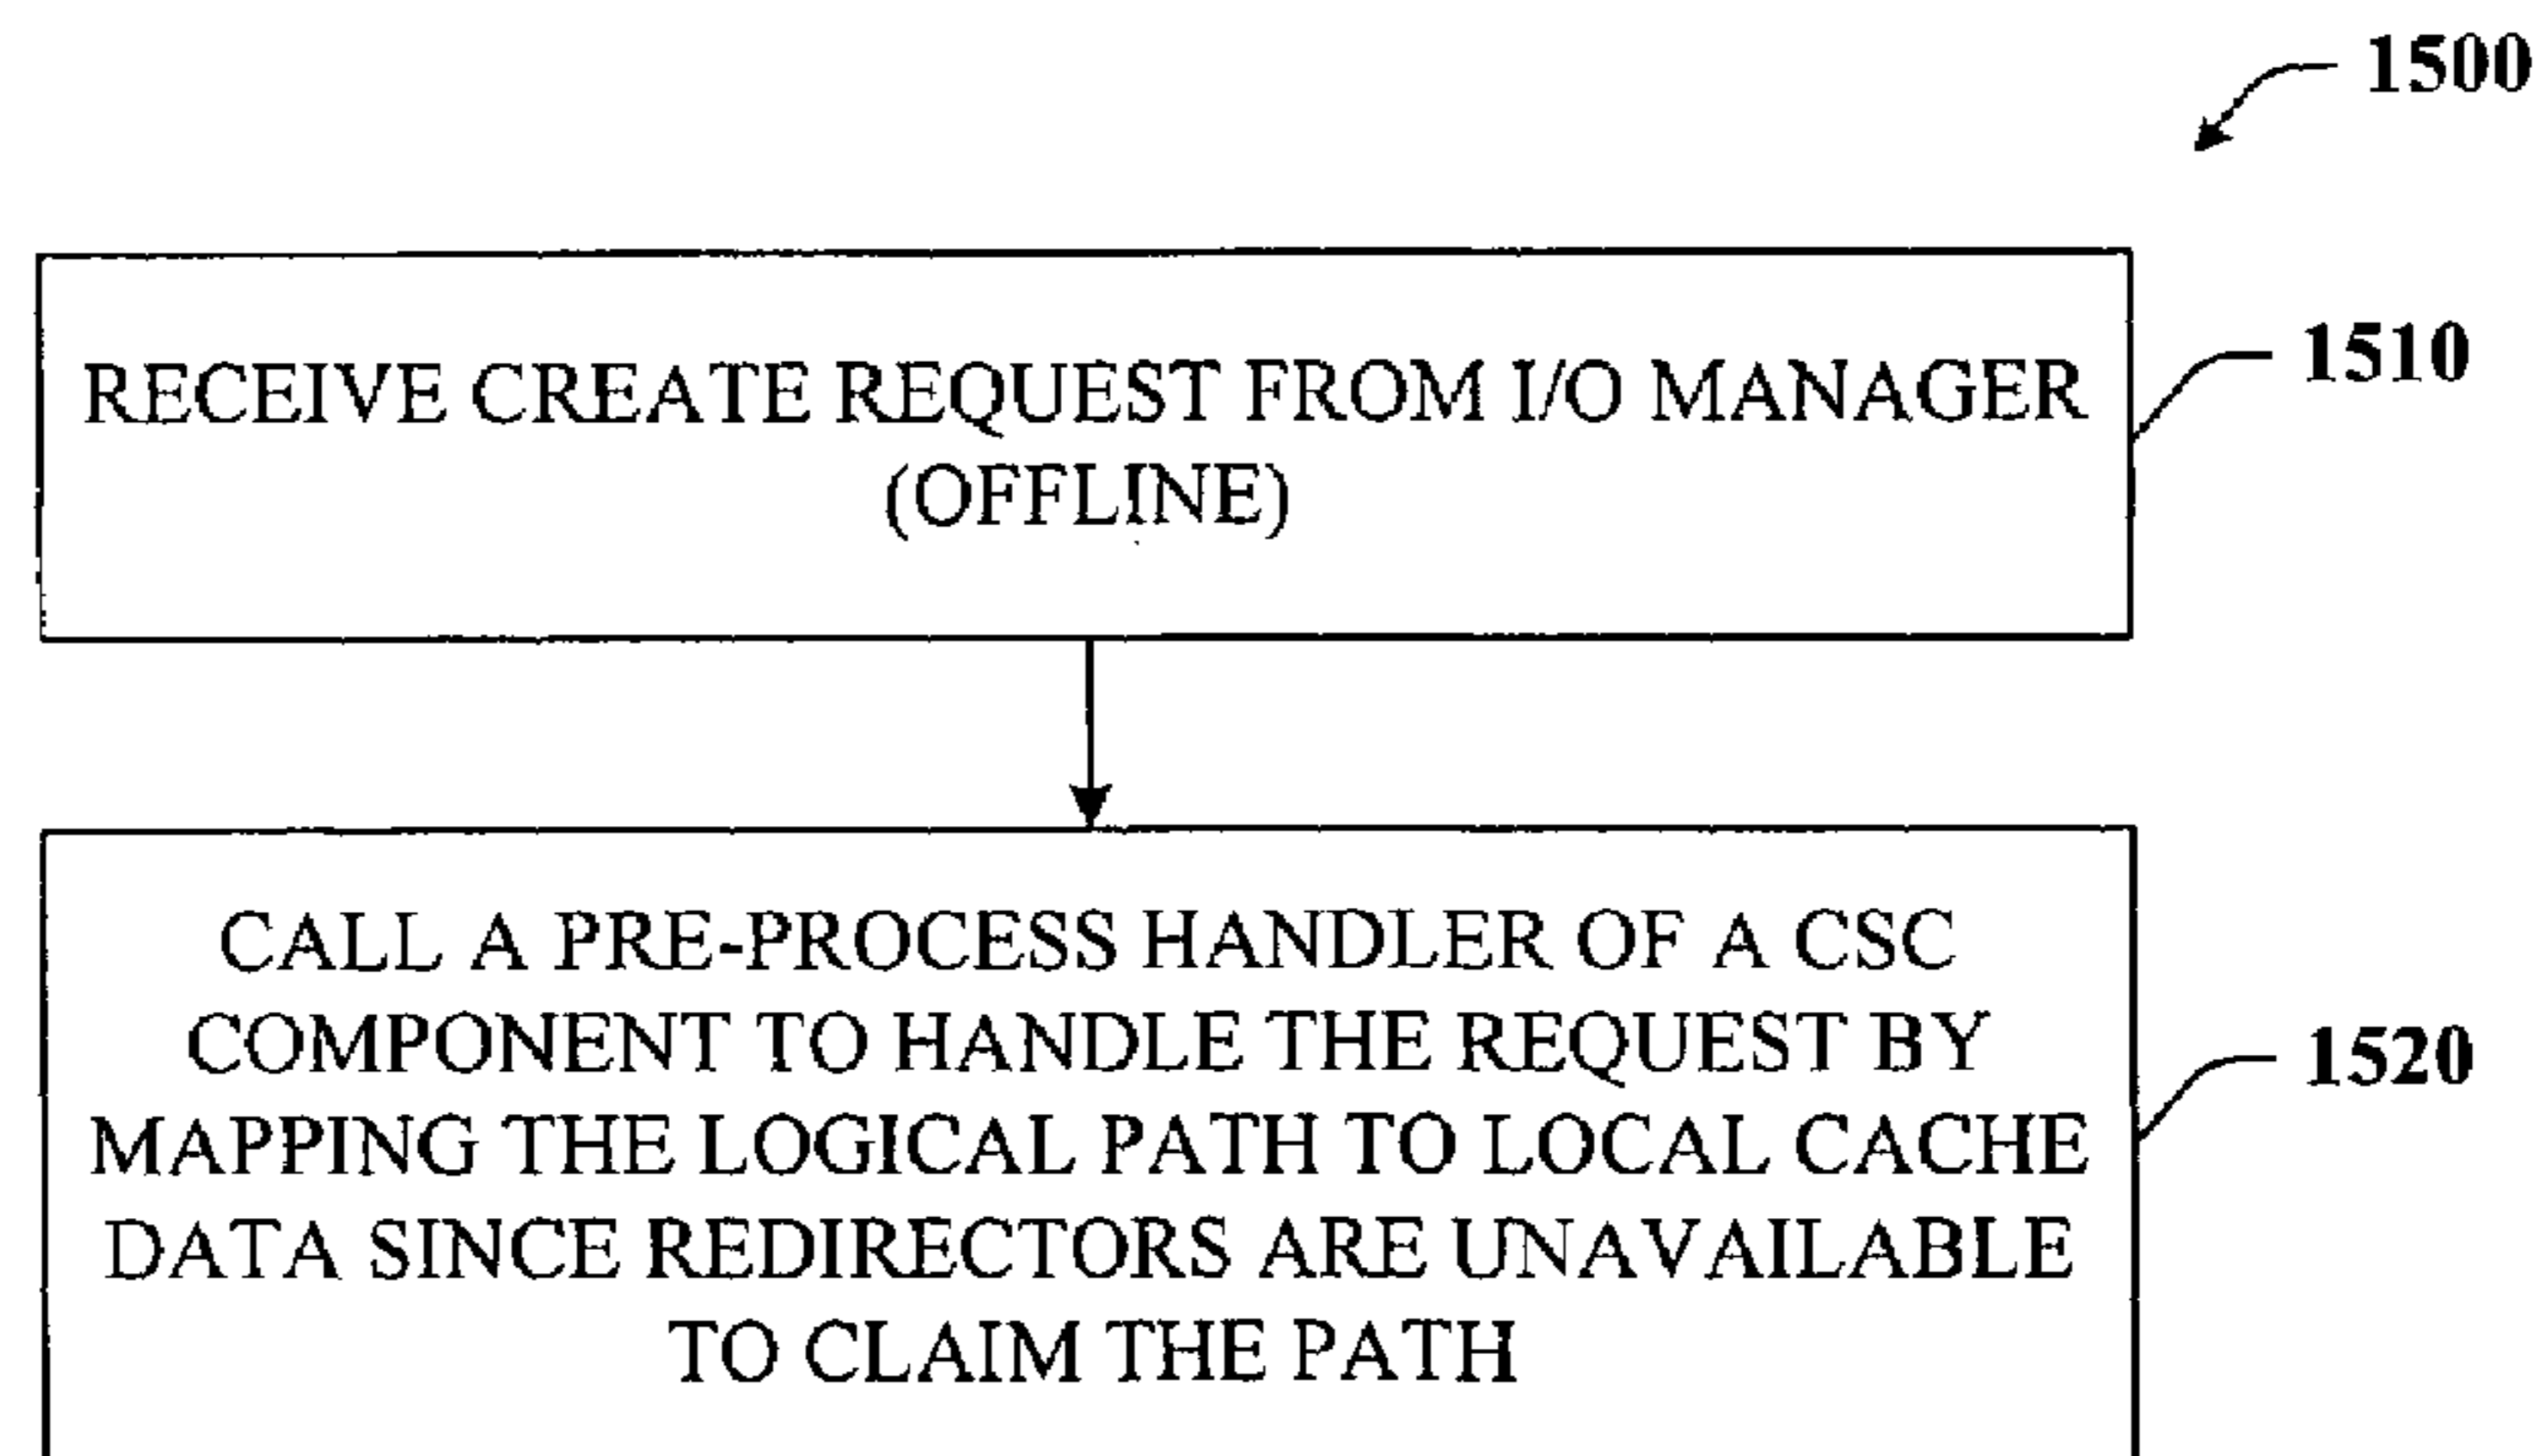 1500
RECEIVE CREATE REQUEST FROM I/O MANAGER
(OFFLINE)
1510
CALL A PRE-PROCESS HANDLER OF A CSC
COMPONENT TO HANDLE THE REQUEST BY
MAPPING THE LOGICAL PATH TO LOCAL CACHE
DATA SINCE REDIRECTORS ARE UNAVAILABLE
TO CLAIM THE PATH
1520